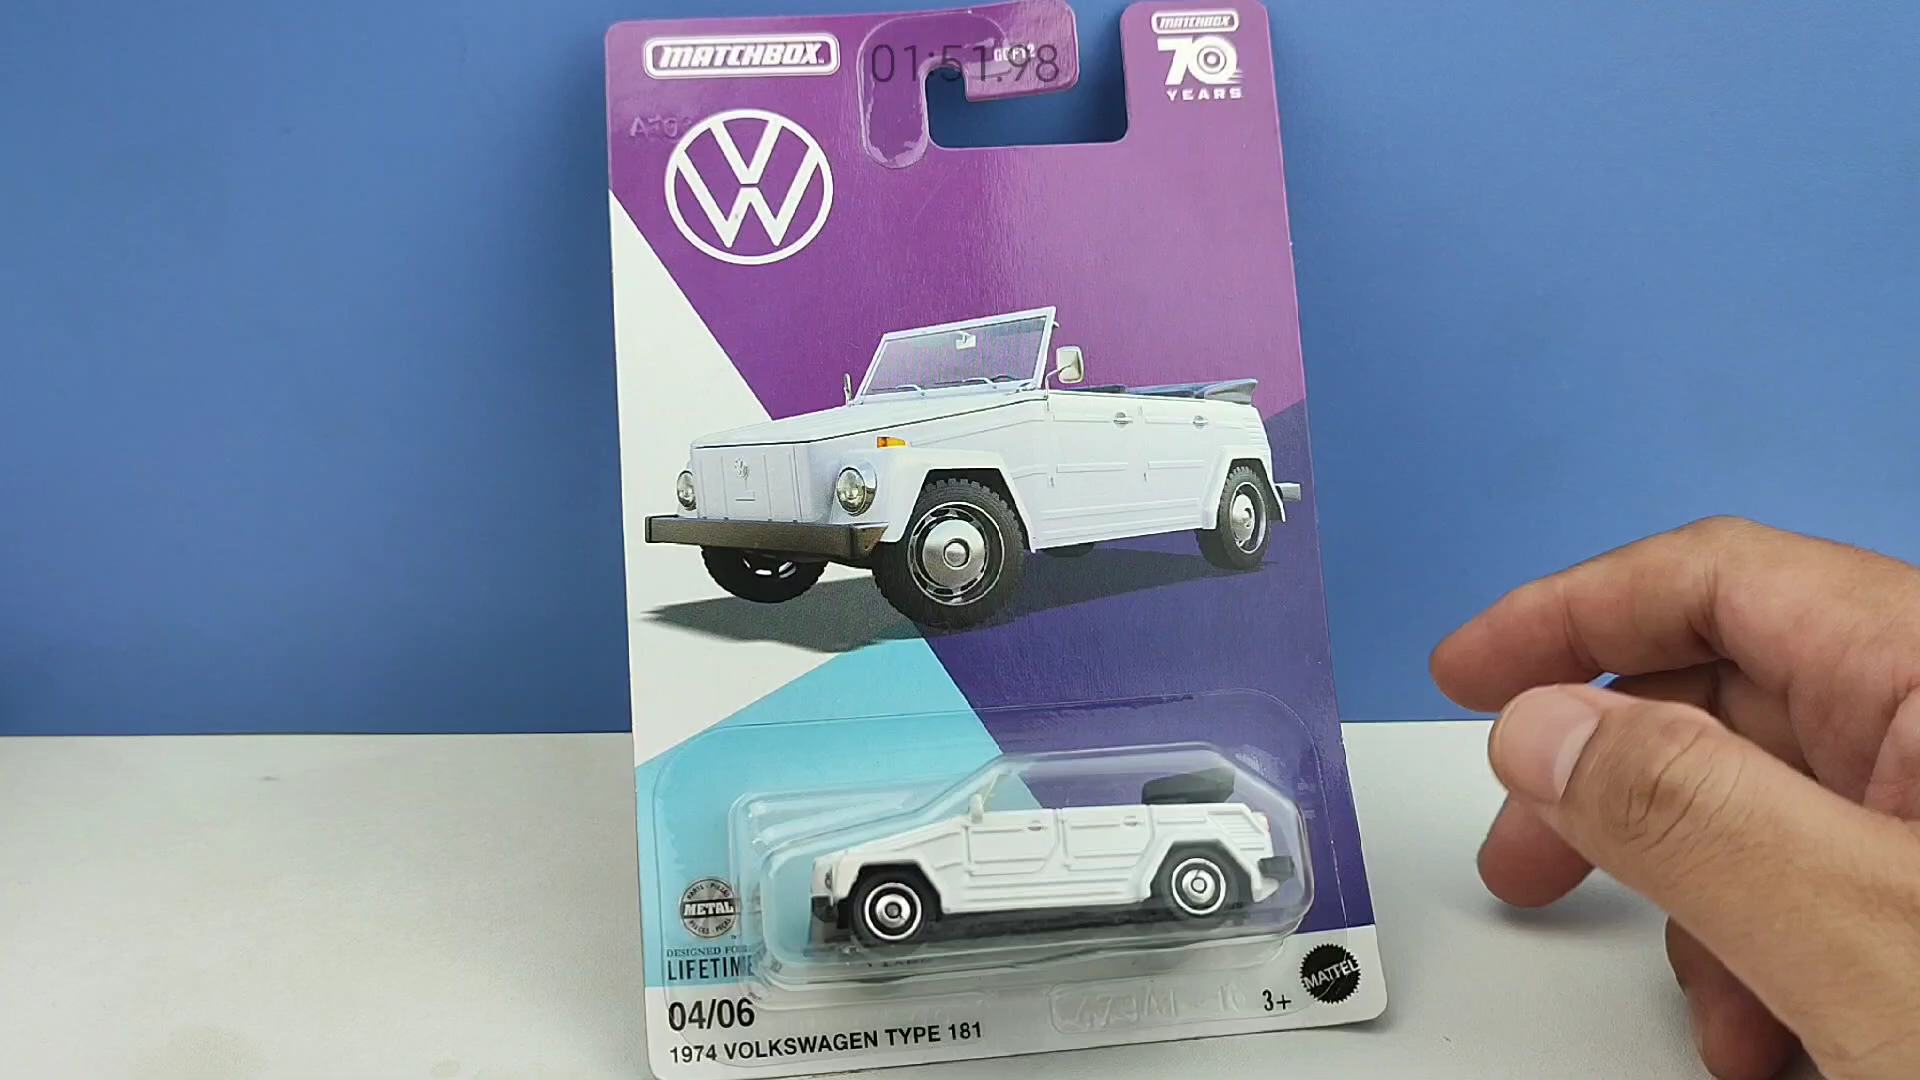 MATCHBOX
01:51.98
MATCHBOX
70
YEARS
METAL
DESIGNED FOR
LIFETIME
04/06
1974 VOLKSWAGEN TYPE 181
3+
MATTEL